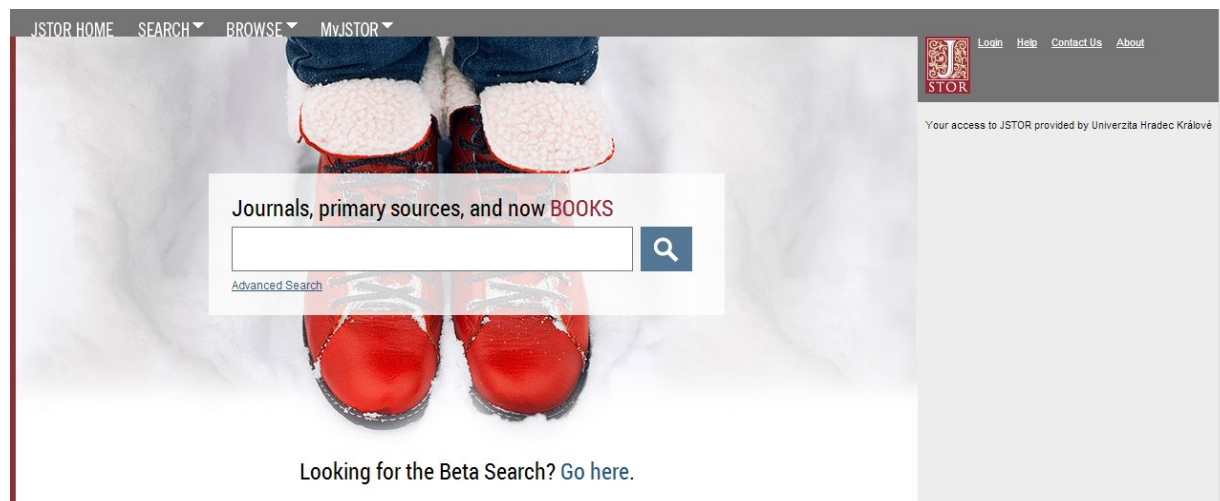 JSTOR HOME SEARCH BROWSE MyJSTOR
J
STOR
Login Help Contact Us About
Your access to JSTOR provided by Univerzita Hradec Králové
Journals, primary sources, and now BOOKS
Advanced Search
Looking for the Beta Search? Go here.